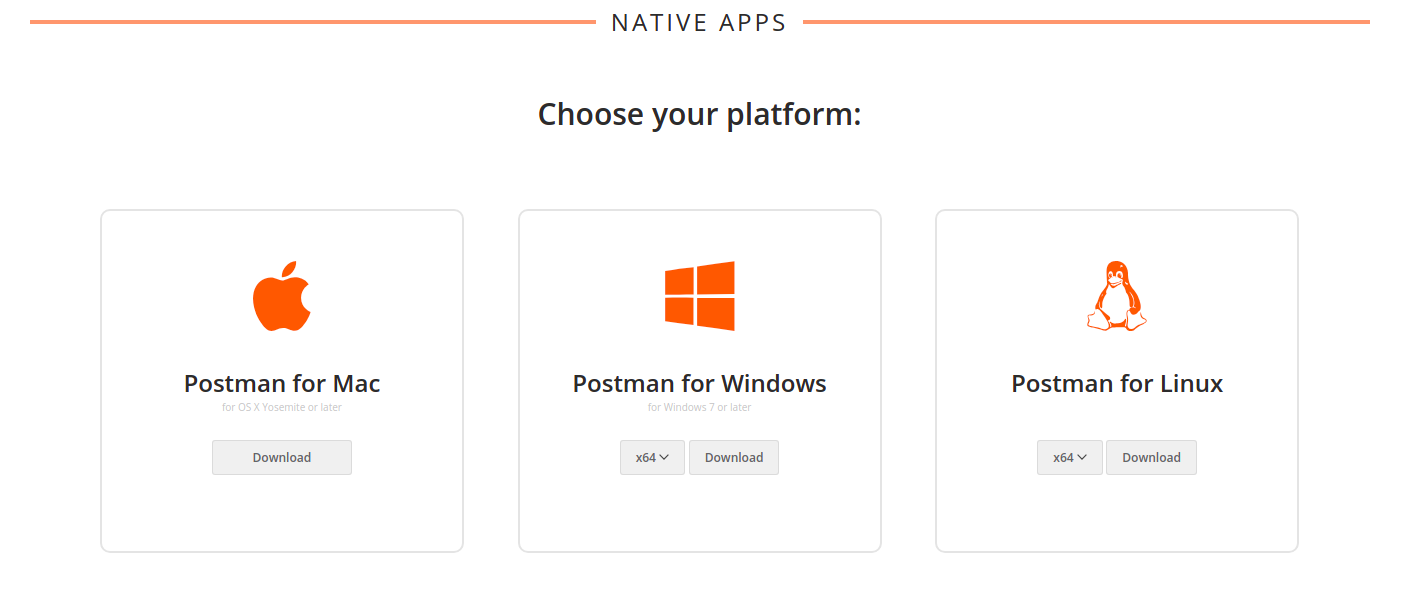 NATIVE APPS
Choose your platform:
Postman for Mac
for OS X Yosemite or later
Download
Postman for Windows
for Windows 7 or later
x64 Download
Postman for Linux
x64 Download